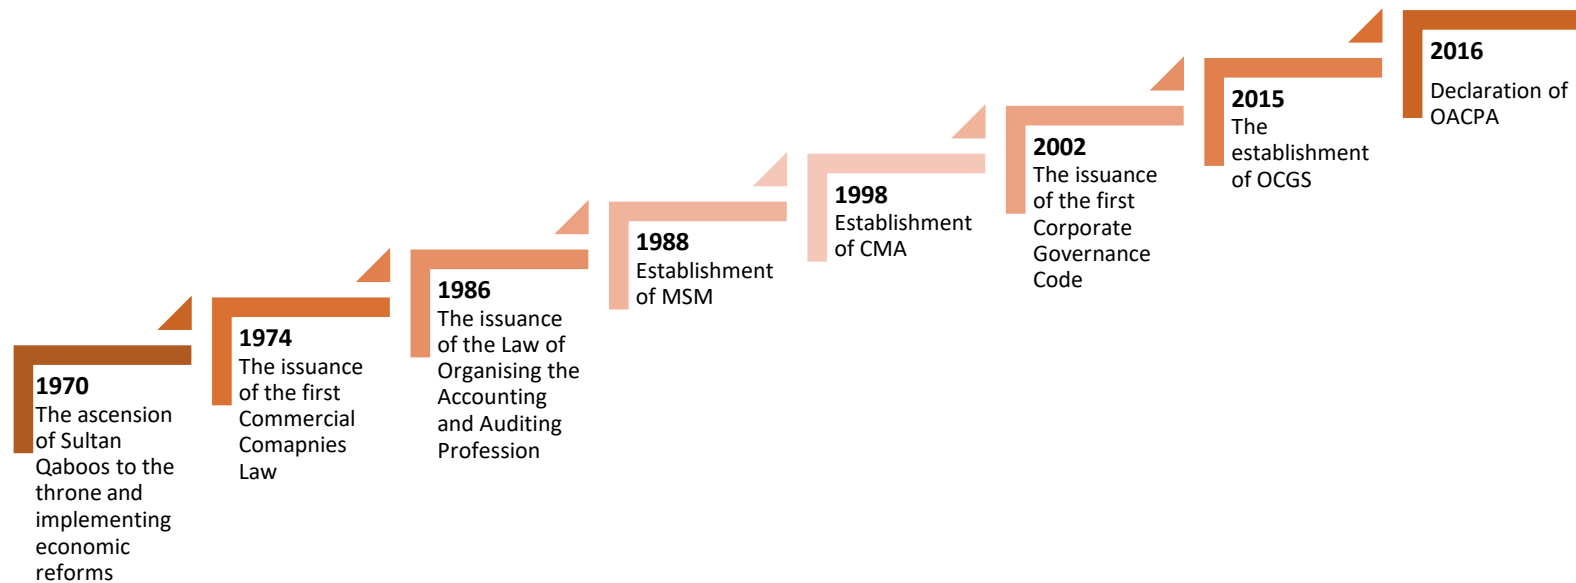 1970
The ascension
of Sultan
Qaboos to the
throne and
implementing
economic
reforms
1974
The issuance
of the first
Commercial
Comapnies
Law
1986
The issuance
of the Law of
Organising the
Accounting
and Auditing
Profession
1988
Establishment
of MSM
1998
Establishment
of CMA
2002
The issuance
of the first
Corporate
Governance
Code
2015
The
establishment
of OCGS
2016
Declaration of
OACPA